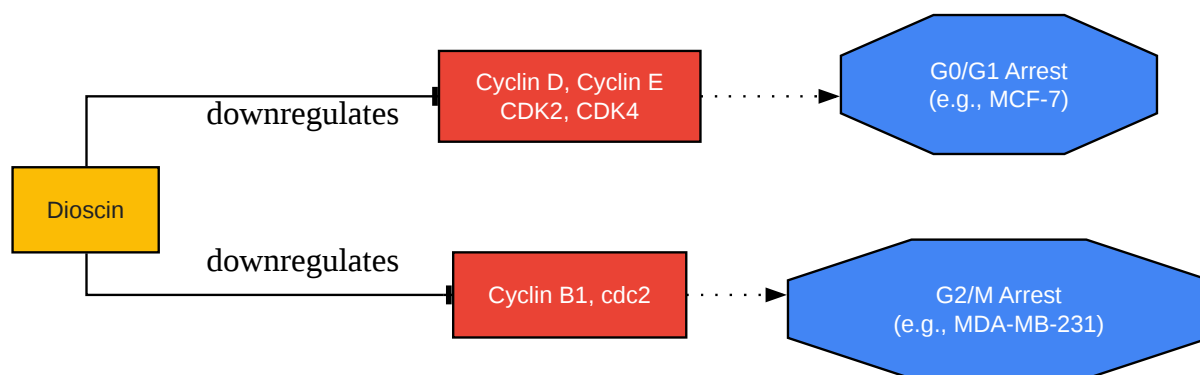 Cyclin D, Cyclin E
CDK2, CDK4
G0/G1 Arrest
(e.g., MCF-7)
downregulates
Dioscin
downregulates
Cyclin B1, cdc2
G2/M Arrest
(e.g., MDA-MB-231)